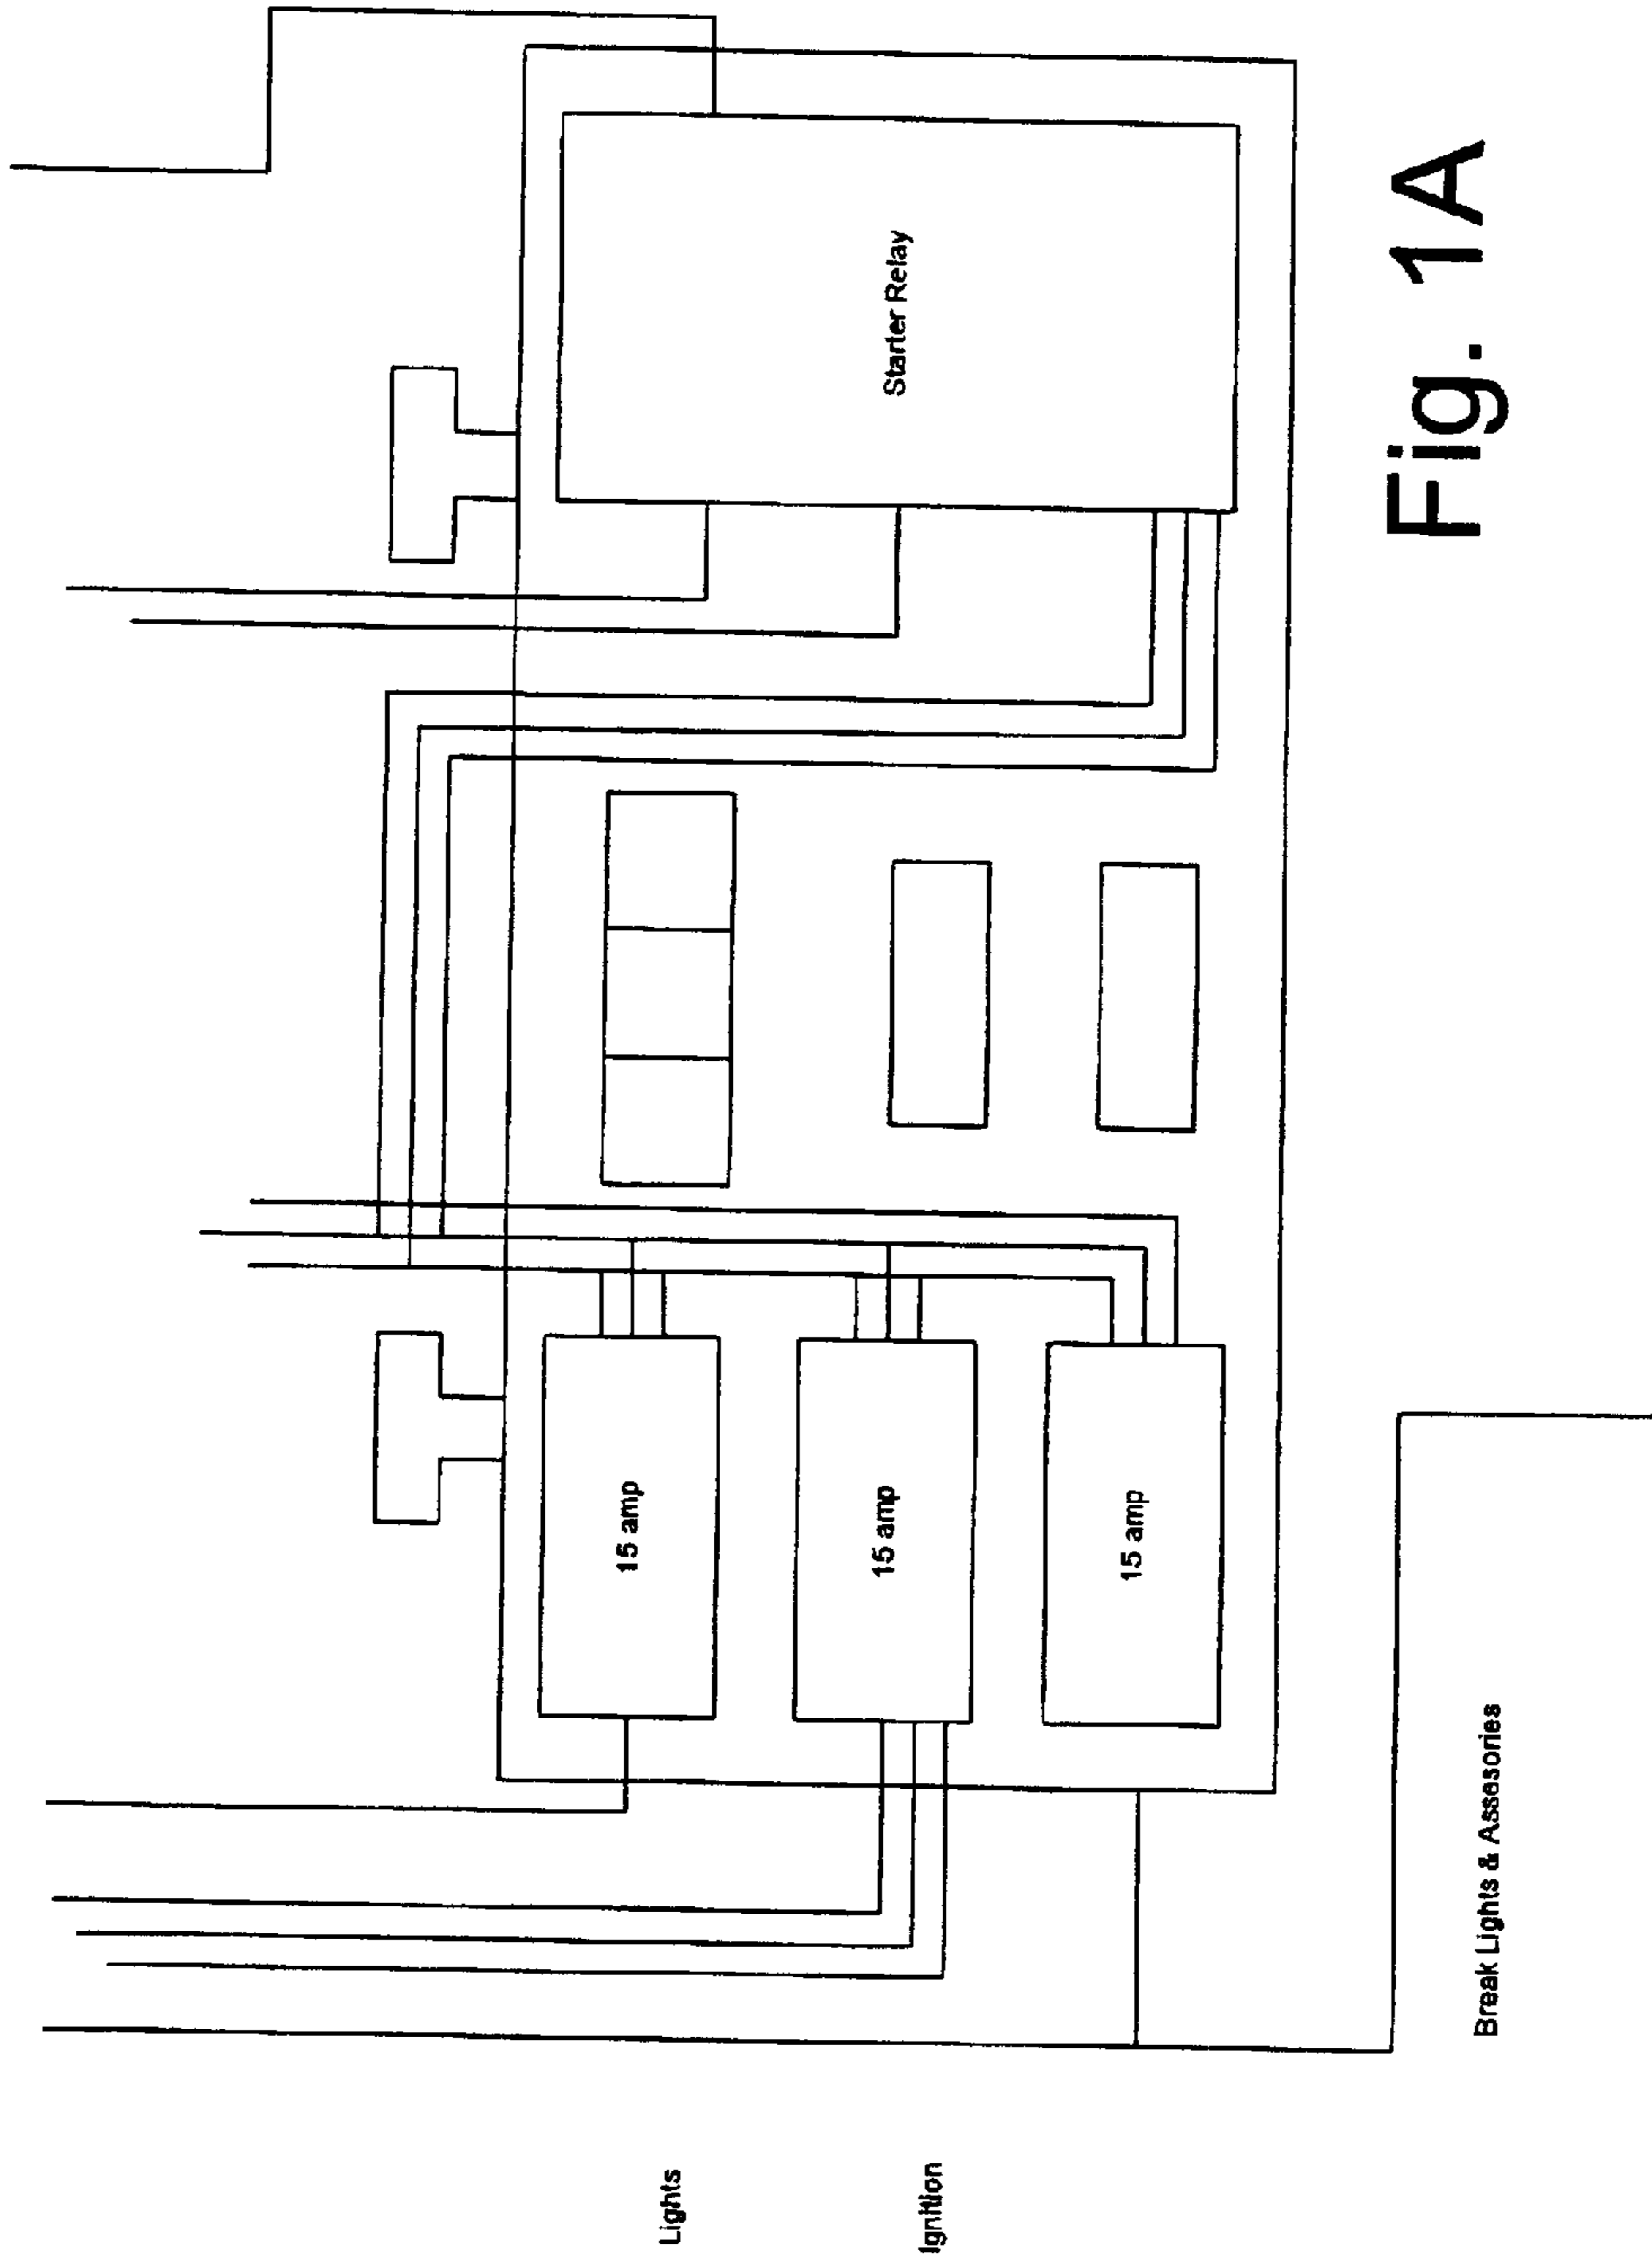 Lights
15 amp
Starter Relay
Ignition
15 amp
15 amp
Break Lights & Assesories
Fig. 1A